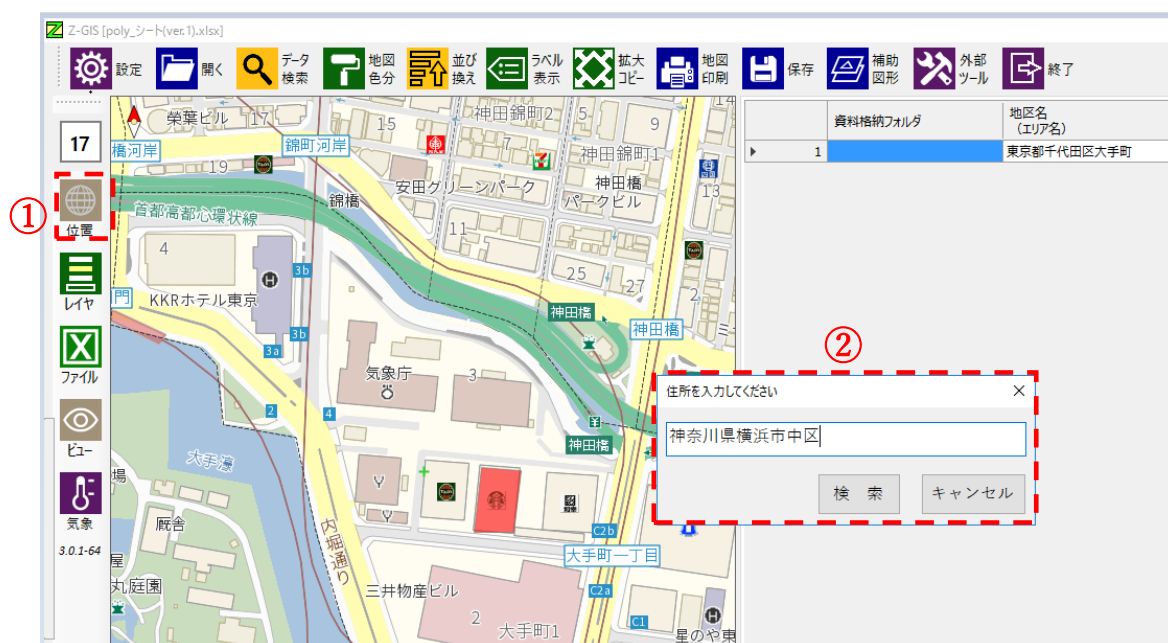 Z-GIS [poly_シート(ver.1).xlsx]
設定
開く
データ
検索
地図
色分
並び
換え
ラベル
表示
拡大
コピー
地図
印刷
保存
補助
図形
外部
ツール
終了
17
①
位置
レイヤ
ファイル
ビュー
気象
3.0.1-64
資料格納フォルダ
地区名
(エリア名)
1
東京都千代田区大手町
②
住所を入力してください
神奈川県横浜市中区
検 索
キャンセル
栄葉ビル
17
15
神田錦町2
5
9
14
橋河岸
錦町河岸
7
神田錦町1
19
安田グリーンパーク
神田橋
パークビル
13
錦橋
首都高都心環状線
11
4
3b
25
27
2
門
KKRホテル東京
神田橋
神田橋
3b
3a
気象庁
3
2
4
神田橋
大手濠
場
厩舎
内堀通り
C2b
大手町一丁目
屋
丸庭園
三井物産ビル
C2a
2
大手町1
C1
星のや東